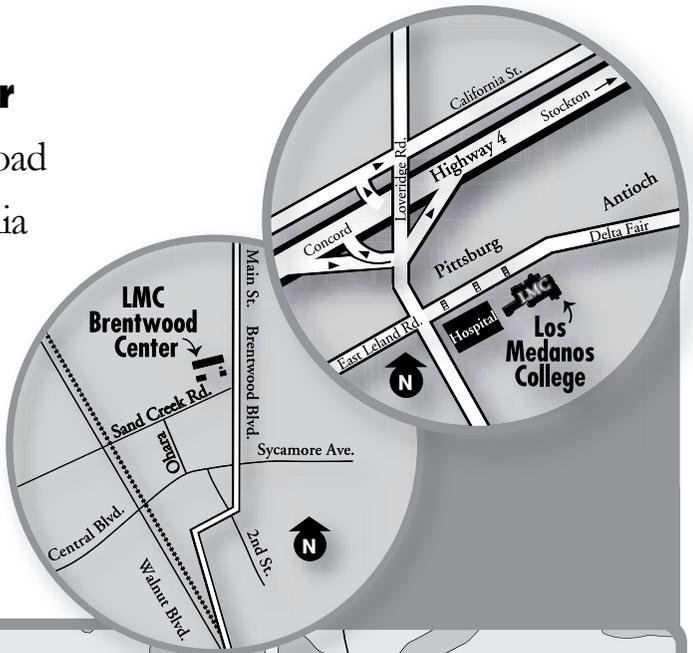 California St.
Stockton
Highway 4
Loveridge Rd.
Concord
Antioch
Delta Fair
Pittsburg
LMC
Hospital
East Leland Rd.
Los
Medanos
College
N
LMC
Brentwood
Center
Main St.
Brentwood Blvd.
Sand Creek Rd.
Ohara
Sycamore Ave.
Central Blvd.
2nd St.
Walnut Blvd.
N